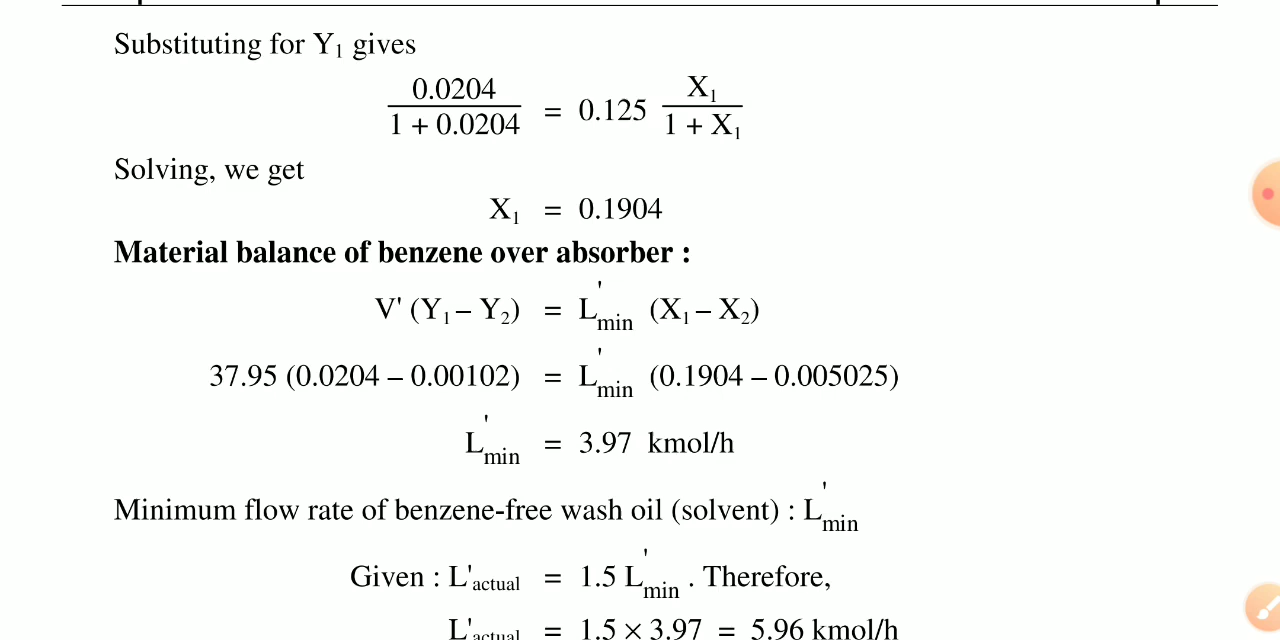 Substituting for Y₁ gives
0.0204 / 1 + 0.0204 = 0.125 X₁ / 1 + X₁
Solving, we get
X₁ = 0.1904
Material balance of benzene over absorber :
V' (Y₁ – Y₂) = L'min (X₁ – X₂)
37.95 (0.0204 – 0.00102) = L'min (0.1904 – 0.005025)
L'min = 3.97 kmol/h
Minimum flow rate of benzene-free wash oil (solvent) : L'min
Given : L'actual = 1.5 L'min . Therefore,
L'actual = 1.5 × 3.97 = 5.96 kmol/h